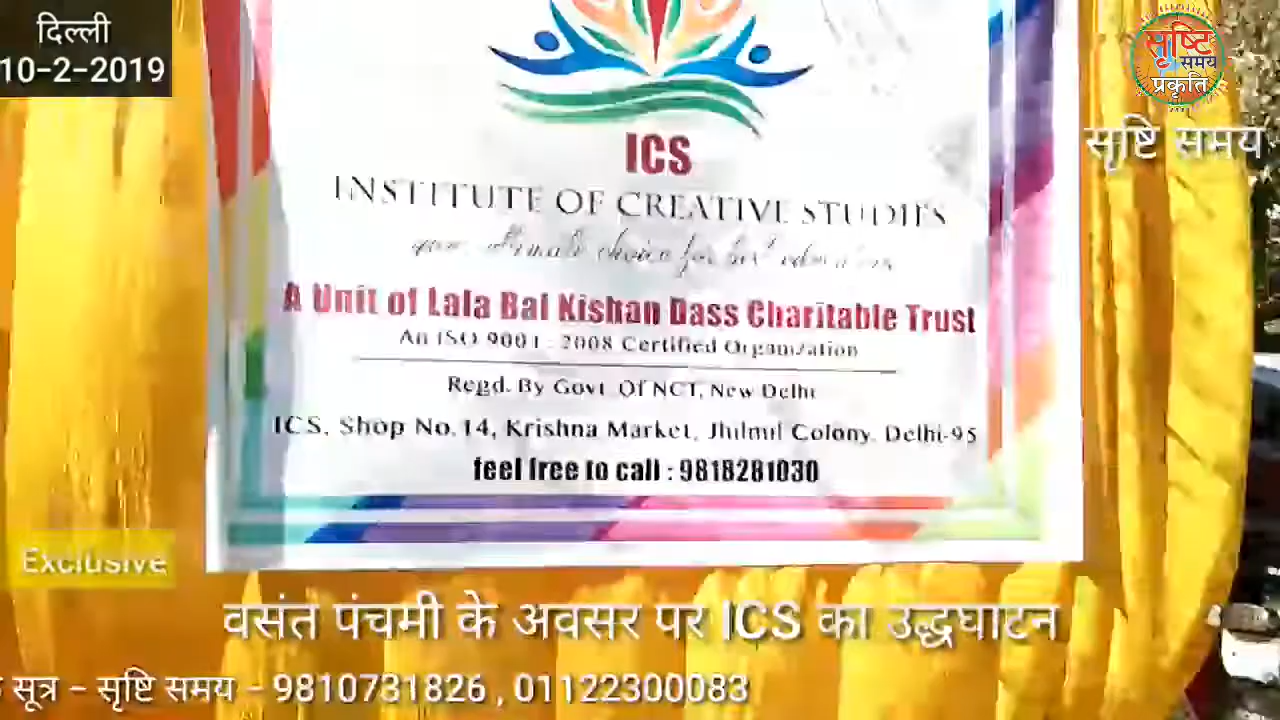 दिल्ली
10-2-2019
सृष्टि
समय
प्रकृति
सृष्टि समय
ICS
INSTITUTE OF CREATIVE STUDIES
choice for
A Unit of Lala Bal Kishan Dass Charitable Trust
An ISO 9001 : 2008 Certified Organization
Regd. By Govt. Of NCT, New Delhi
ICS, Shop No.14, Krishna Market, Jhilmil Colony, Delhi-95
feel free to call : 9818281030
Exclusive
वसंत पंचमी के अवसर पर ICS का उद्धघाटन
सूत्र - सृष्टि समय - 9810731826 , 01122300083